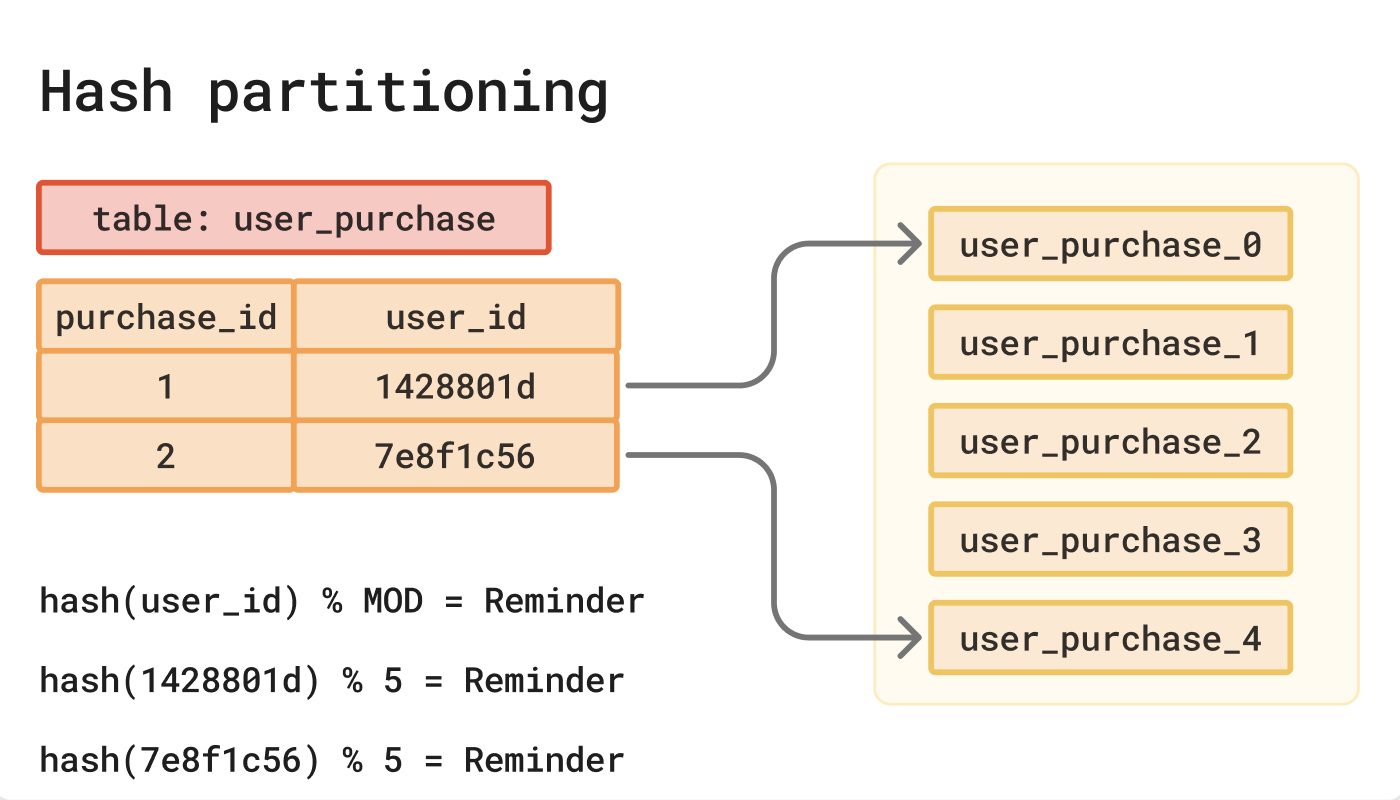 Hash partitioning
table: user_purchase
purchase_id user_id
1 1428801d
2 7e8f1c56
hash(user_id) % MOD = Reminder
hash(1428801d) % 5 = Reminder
hash(7e8f1c56) % 5 = Reminder
user_purchase_0
user_purchase_1
user_purchase_2
user_purchase_3
user_purchase_4